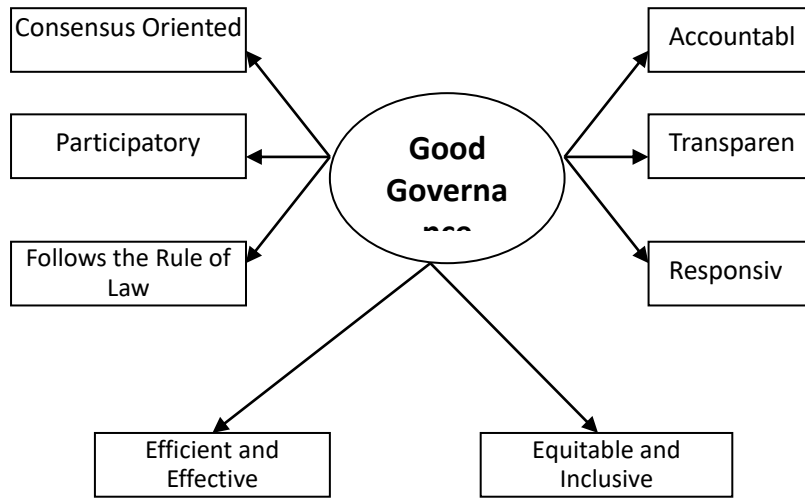 Consensus Oriented
Accountabl
Participatory
Good
Governa
nce
Transparen
Follows the Rule of
Law
Responsiv
Efficient and
Effective
Equitable and
Inclusive